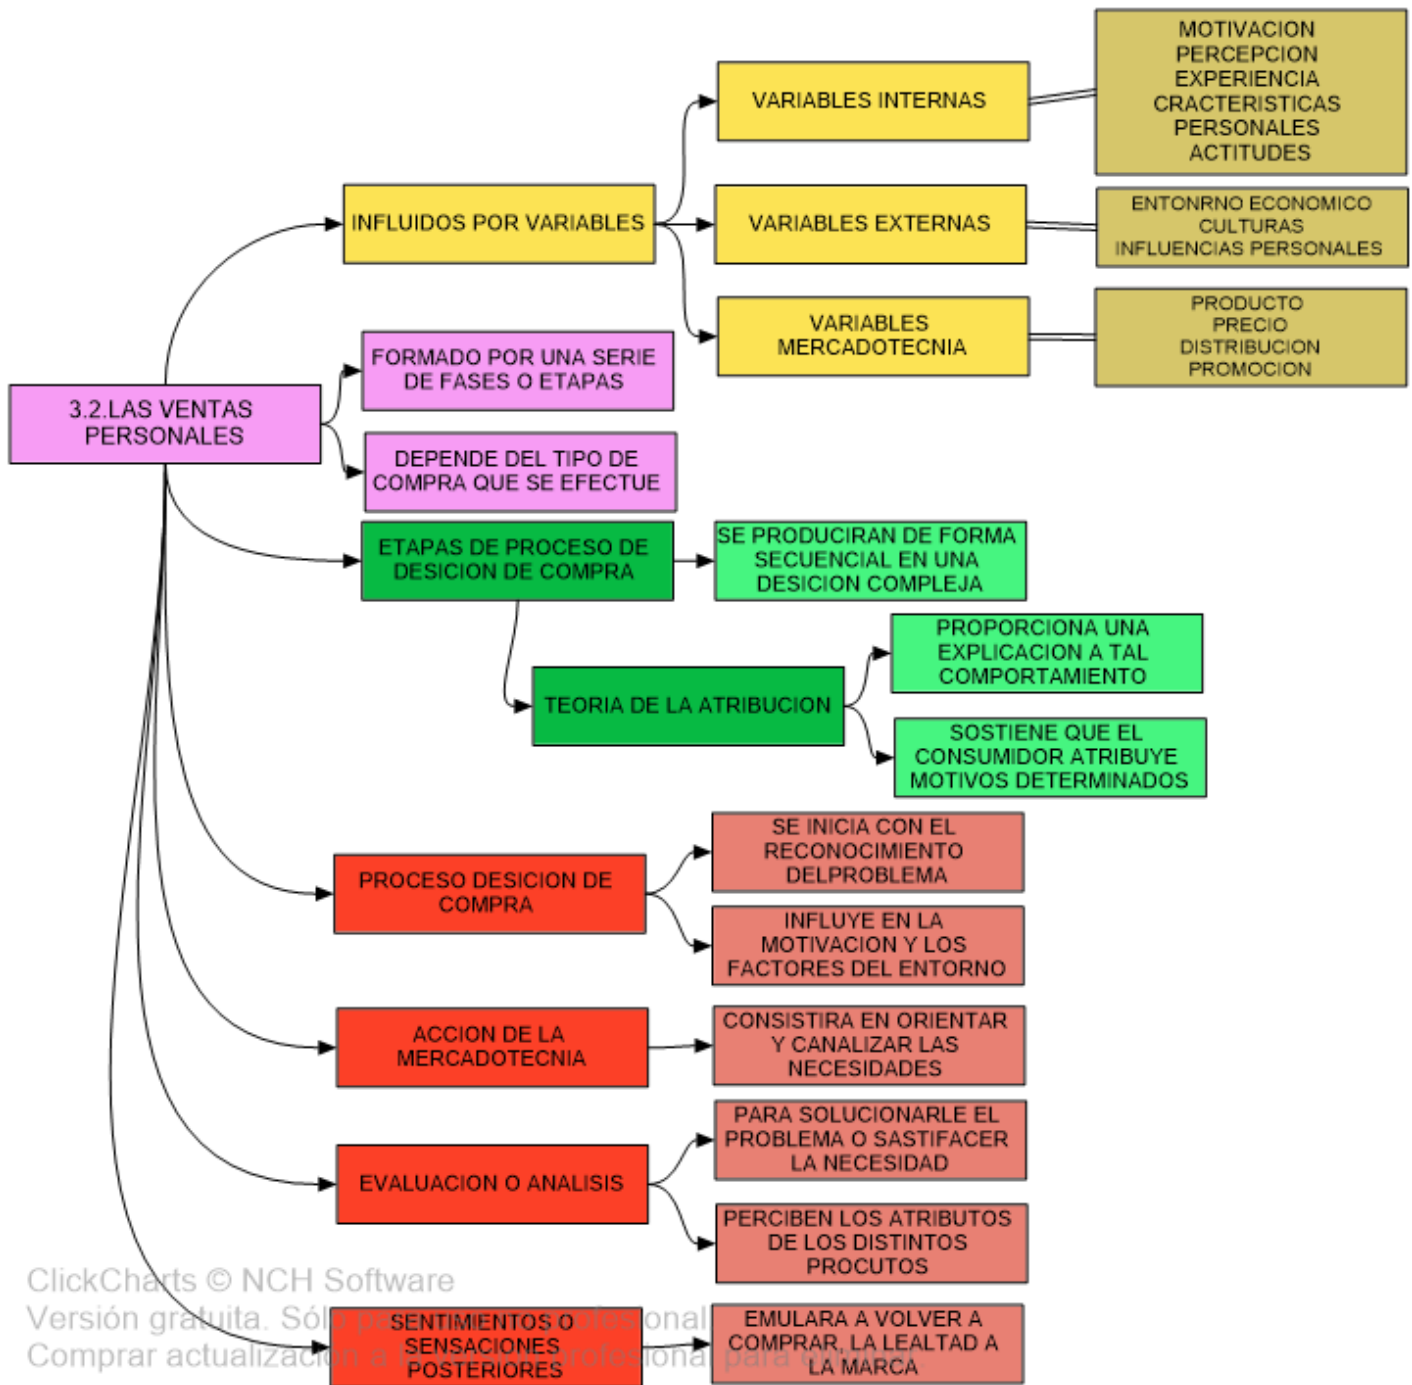 3.2.LAS VENTAS
PERSONALES
INFLUIDOS POR VARIABLES
VARIABLES INTERNAS
MOTIVACION
PERCEPCION
EXPERIENCIA
CRACTERISTICAS
PERSONALES
ACTITUDES
VARIABLES EXTERNAS
ENTONRNO ECONOMICO
CULTURAS
INFLUENCIAS PERSONALES
VARIABLES
MERCADOTECNIA
PRODUCTO
PRECIO
DISTRIBUCION
PROMOCION
FORMADO POR UNA SERIE
DE FASES O ETAPAS
DEPENDE DEL TIPO DE
COMPRA QUE SE EFECTUE
ETAPAS DE PROCESO DE
DESICION DE COMPRA
SE PRODUCIRAN DE FORMA
SECUENCIAL EN UNA
DESICION COMPLEJA
TEORIA DE LA ATRIBUCION
PROPORCIONA UNA
EXPLICACION A TAL
COMPORTAMIENTO
SOSTIENE QUE EL
CONSUMIDOR ATRIBUYE
MOTIVOS DETERMINADOS
PROCESO DESICION DE
COMPRA
SE INICIA CON EL
RECONOCIMIENTO
DELPROBLEMA
INFLUYE EN LA
MOTIVACION Y LOS
FACTORES DEL ENTORNO
ACCION DE LA
MERCADOTECNIA
CONSISTIRA EN ORIENTAR
Y CANALIZAR LAS
NECESIDADES
EVALUACION O ANALISIS
PARA SOLUCIONARLE EL
PROBLEMA O SASTIFACER
LA NECESIDAD
PERCIBEN LOS ATRIBUTOS
DE LOS DISTINTOS
PROCUTOS
SENTIMIENTOS O
SENSACIONES
POSTERIORES
EMULARA A VOLVER A
COMPRAR, LA LEALTAD A
LA MARCA
ClickCharts © NCH Software
Versión gratuita. Sólo
Comprar actualización a profesional para